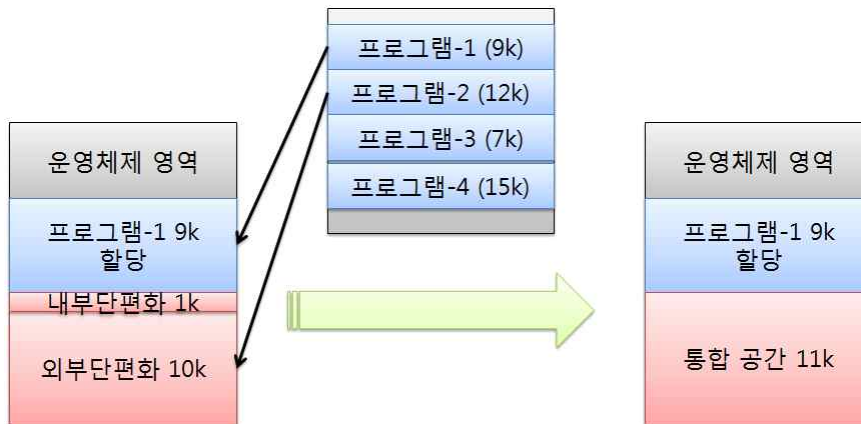 프로그램-1 (9k)
프로그램-2 (12k)
프로그램-3 (7k)
프로그램-4 (15k)
운영체제 영역
프로그램-1 9k
할당
내부단편화 1k
외부단편화 10k
운영체제 영역
프로그램-1 9k
할당
통합 공간 11k